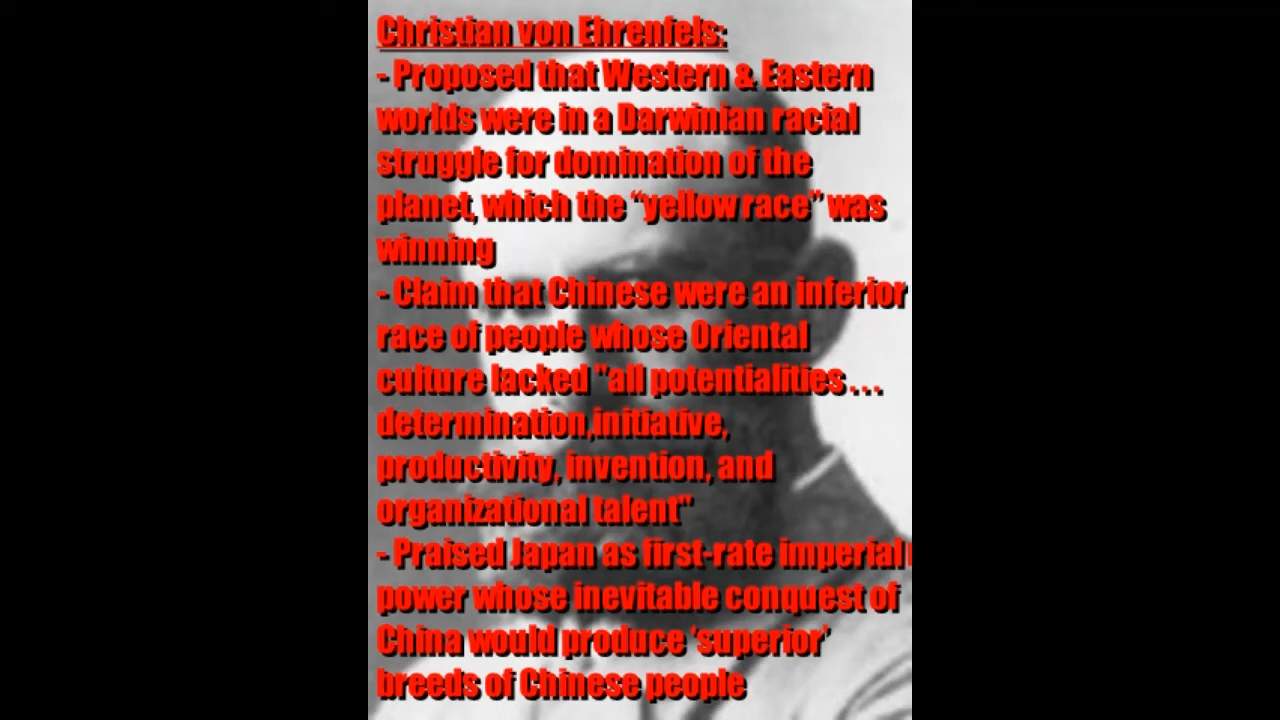 Christian von Ehrenfels:
- Proposed that Western & Eastern
worlds were in a Darwinian racial
struggle for domination of the
planet, which the “yellow race” was
winning
- Claim that Chinese were an inferior
race of people whose Oriental
culture lacked "all potentialities . . .
determination,initiative,
productivity, invention, and
organizational talent"
- Praised Japan as first-rate imperial
power whose inevitable conquest of
China would produce ‘superior’
breeds of Chinese people